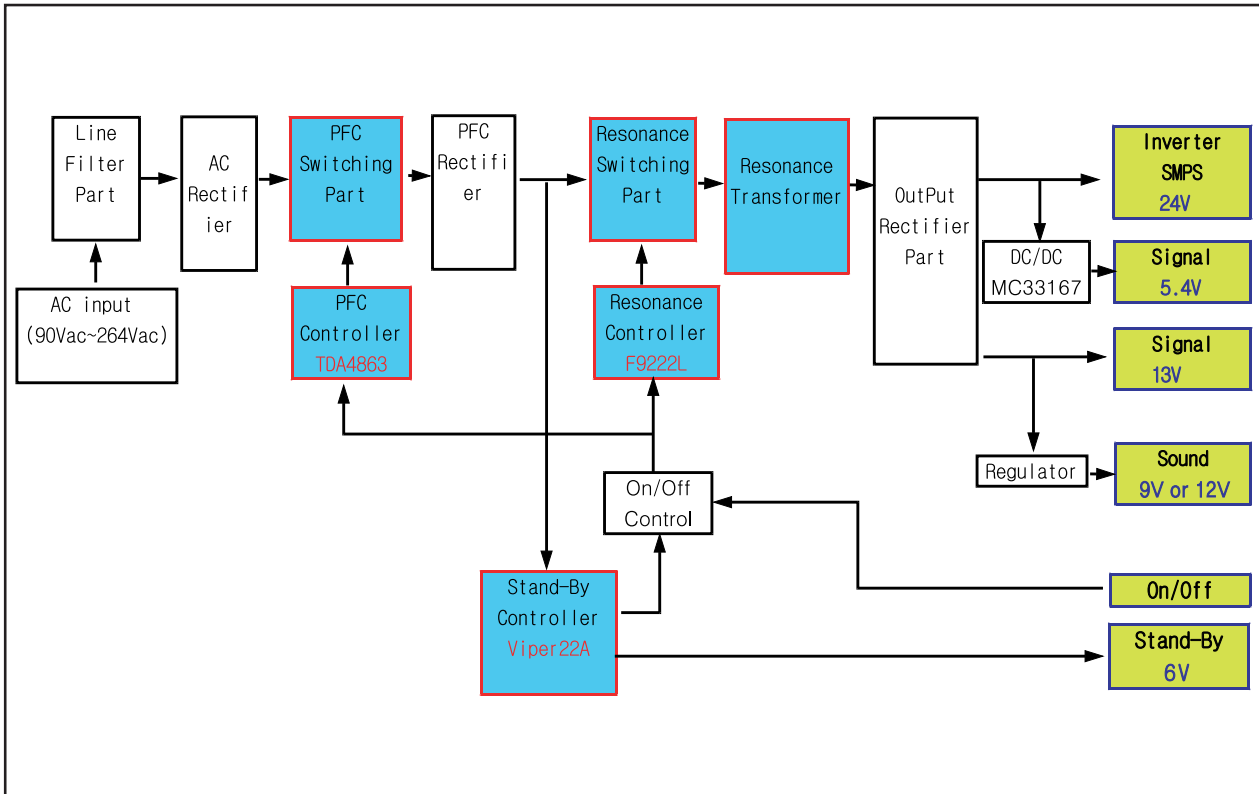 Line
Filter
Part
AC
Rectif
ier
PFC
Switching
Part
PFC
Rectifi
er
Resonance
Switching
Part
Resonance
Transformer
OutPut
Rectifier
Part
Inverter
SMPS
24V
DC/DC
MC33167
Signal
5.4V
AC input
(90Vac~264Vac)
PFC
Controller
TDA4863
Resonance
Controller
F9222L
Signal
13V
Regulator
Sound
9V or 12V
On/Off
Control
Stand-By
Controller
Viper22A
On/Off
Stand-By
6V